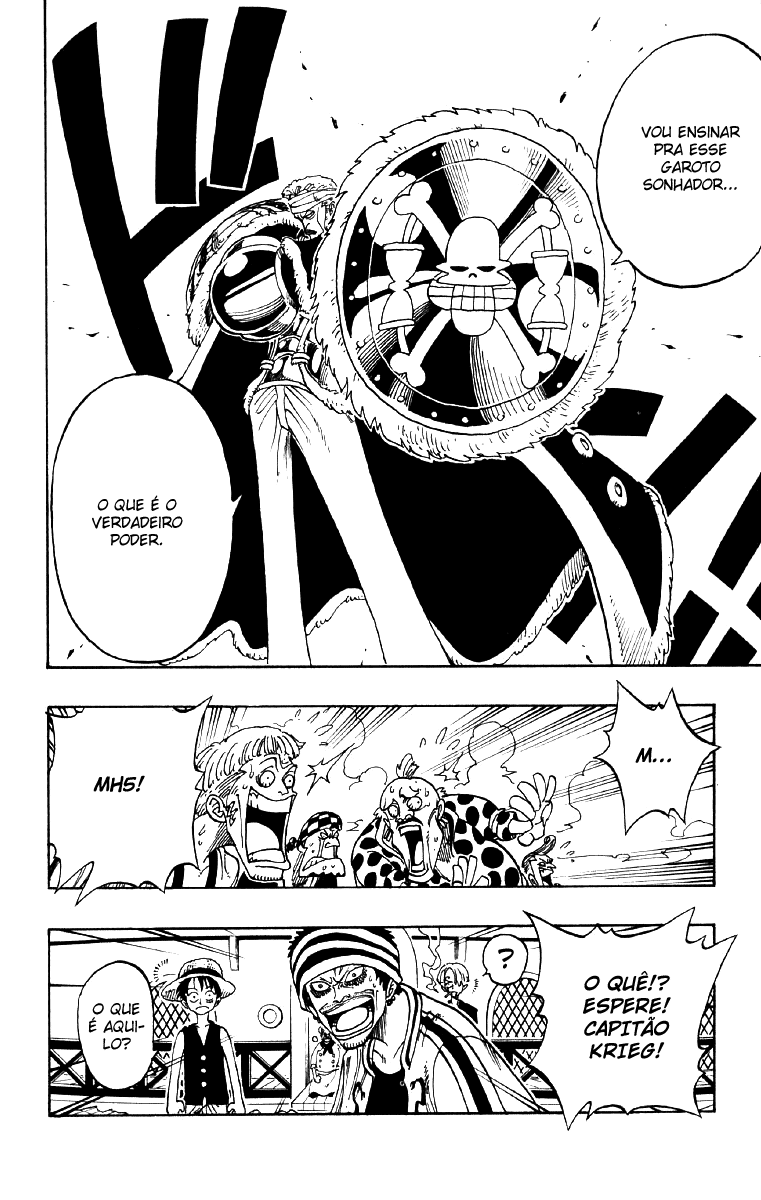 VOU ENSINAR
PRA ESSE
GAROTO
SONHADOR...
O QUE É O
VERDADEIRO
PODER.
M...
MH5!
O QUÊ!?
ESPERE!
CAPITÃO
KRIEG!
?
O QUE
É AQUI-
LO?